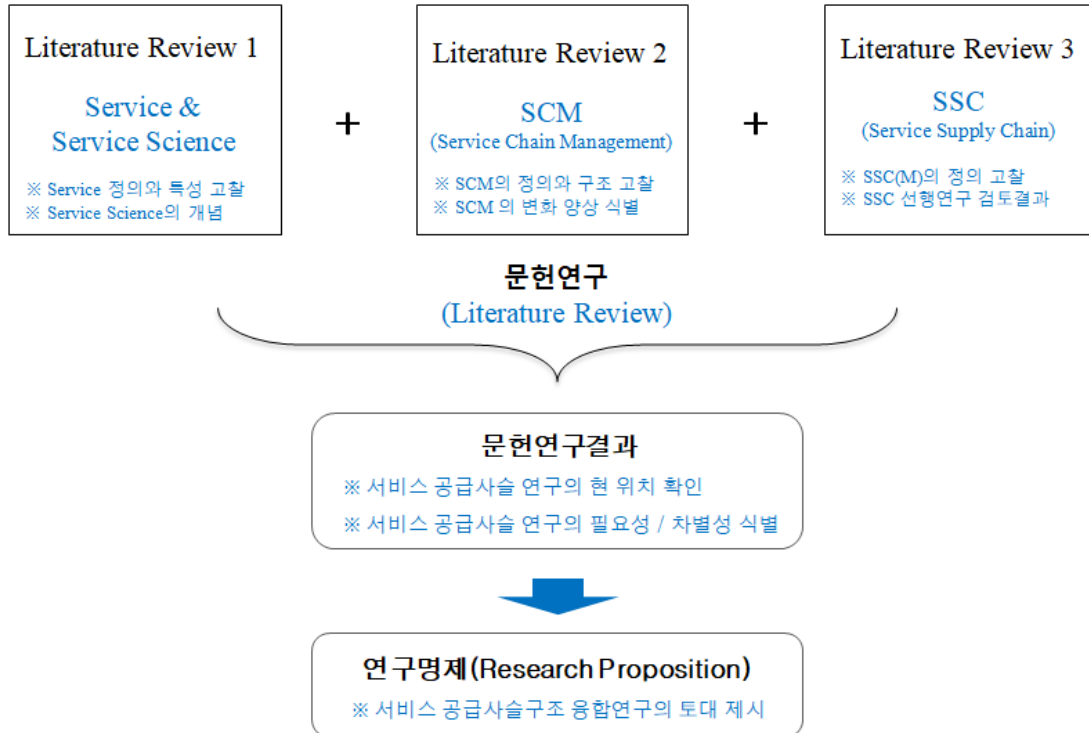 Literature Review 1
Service &
Service Science
※ Service 정의와 특성 고찰
※ Service Science의 개념
+
Literature Review 2
SCM
(Service Chain Management)
※ SCM의 정의와 구조 고찰
※ SCM 의 변화 양상 식별
+
Literature Review 3
SSC
(Service Supply Chain)
※ SSC(M)의 정의 고찰
※ SSC 선행연구 검토결과
문헌연구
(Literature Review)
문헌연구결과
※ 서비스 공급사슬 연구의 현 위치 확인
※ 서비스 공급사슬 연구의 필요성 / 차별성 식별
연구명제(Research Proposition)
※ 서비스 공급사슬구조 융합연구의 토대 제시